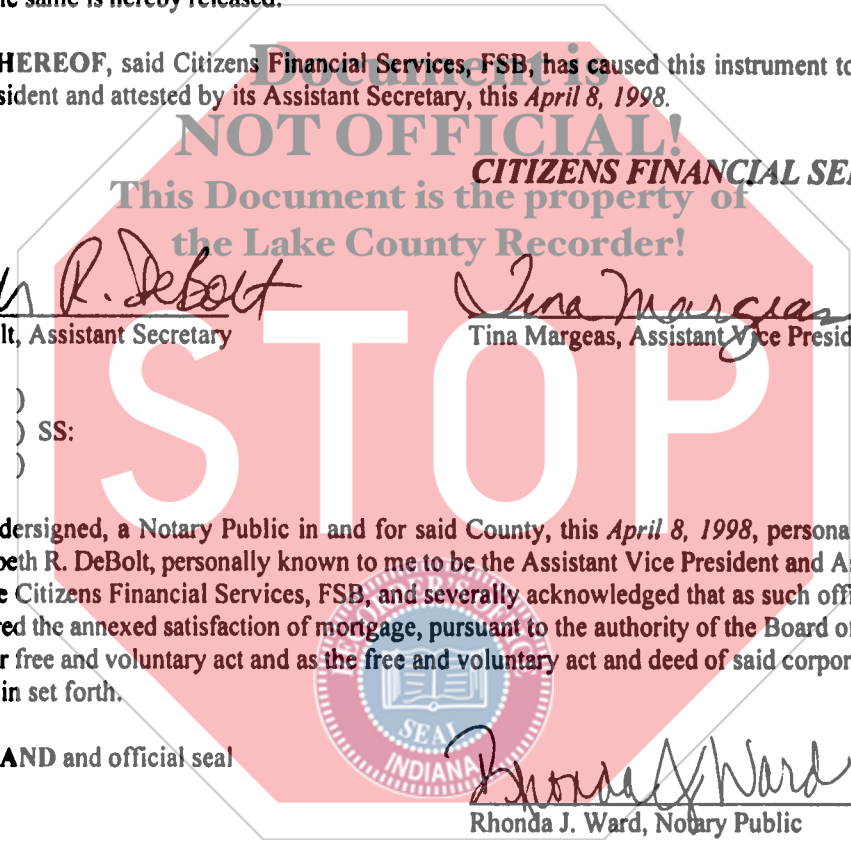 he same is hereby released.
HEREOF, said Citizens Financial Services, FSB, has caused this instrument to
sident and attested by its Assistant Secretary, this April 8, 1998.
Document is
NOT OFFICIAL!
This Document is the property of
the Lake County Recorder!
CITIZENS FINANCIAL SE
R. DeBolt
Tina Margeas
lt, Assistant Secretary
Tina Margeas, Assistant Vice Presid
STOP
)
) SS:
)
dersigned, a Notary Public in and for said County, this April 8, 1998, persona
beth R. DeBolt, personally known to me to be the Assistant Vice President and A
e Citizens Financial Services, FSB, and severally acknowledged that as such offi
red the annexed satisfaction of mortgage, pursuant to the authority of the Board of
r free and voluntary act and as the free and voluntary act and deed of said corpor
in set forth.
RECORDER'S OFFICE
SEAL
INDIANA
AND and official seal
Rhonda J Ward
Rhonda J. Ward, Notary Public